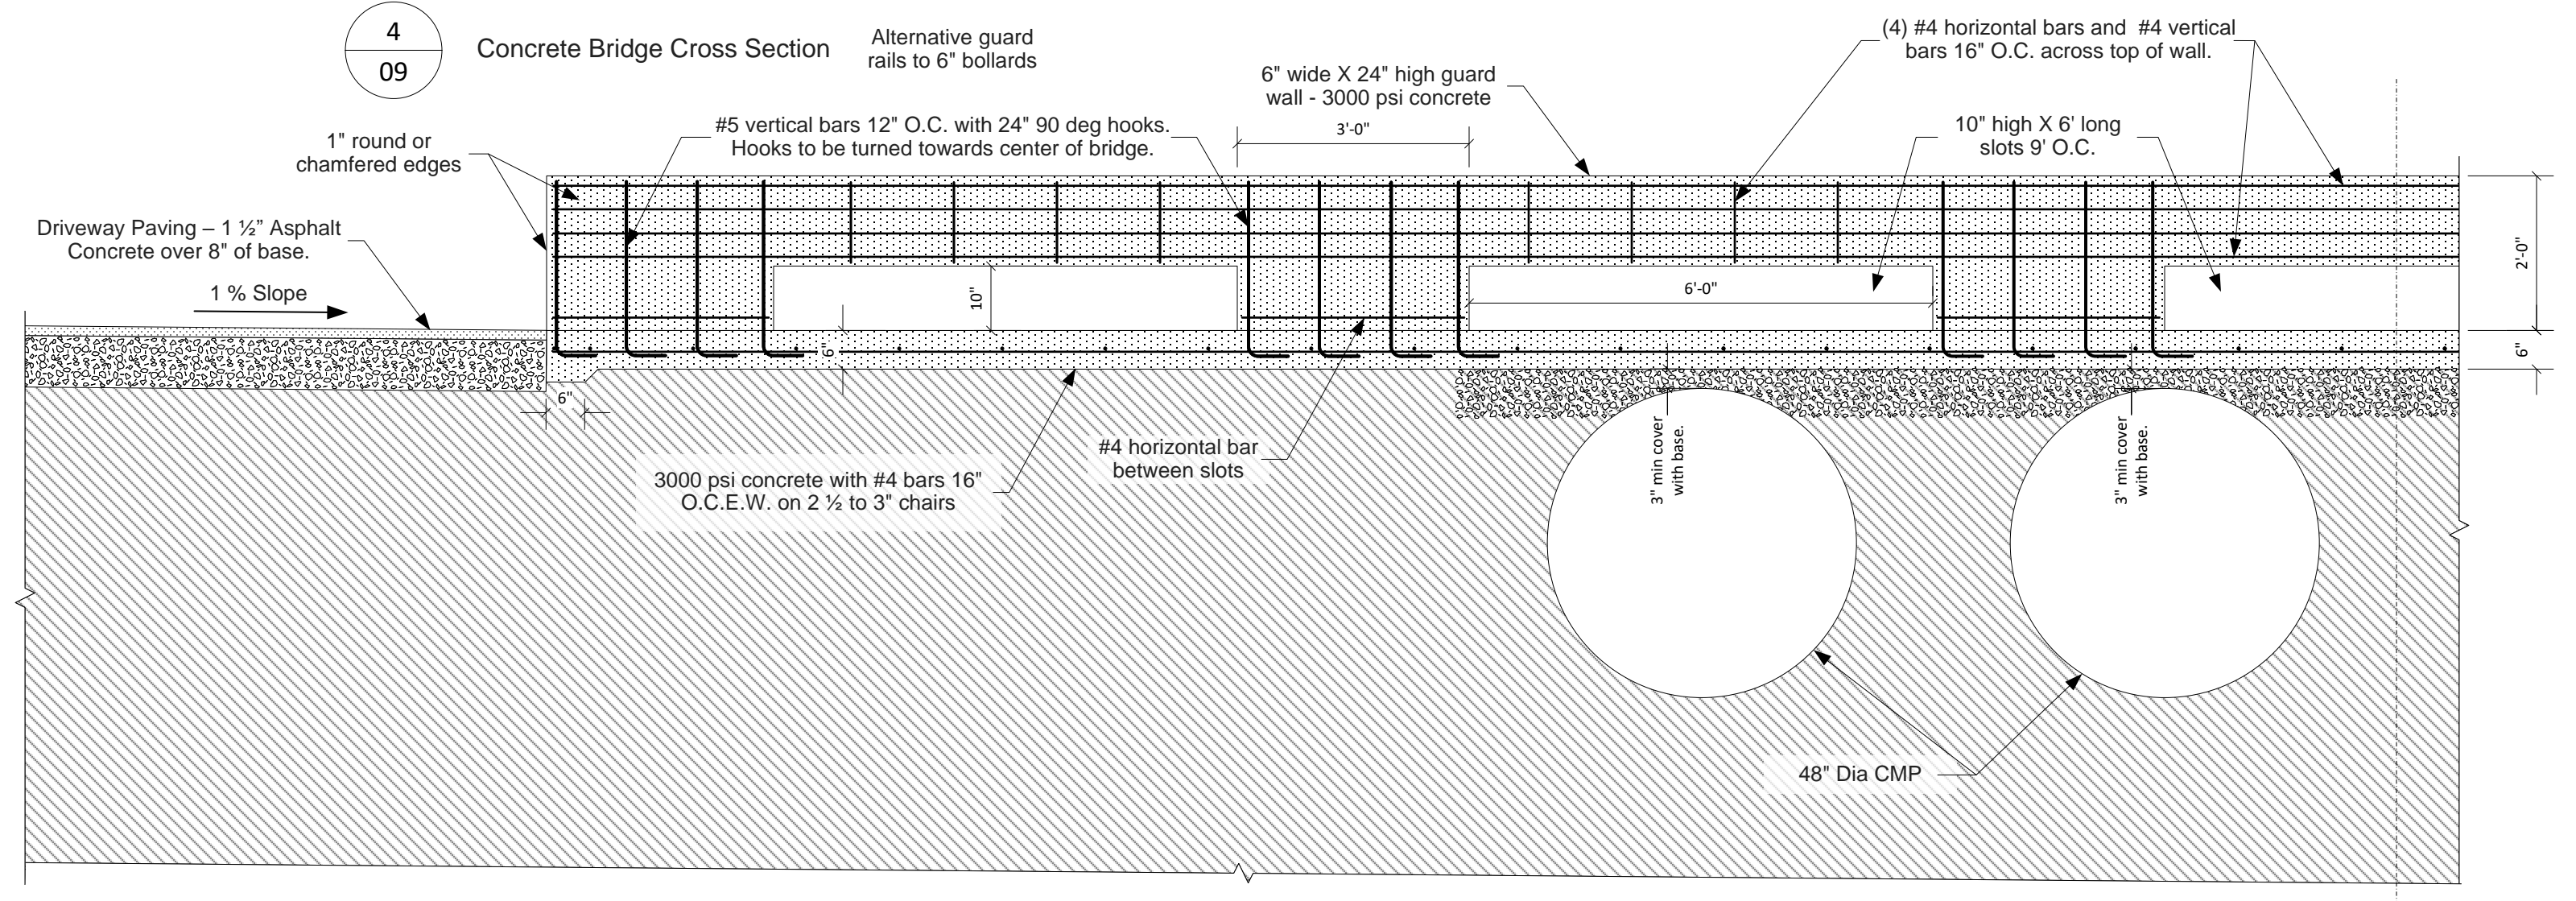 4
09
Concrete Bridge Cross Section
Alternative guard
rails to 6" bollards
(4) #4 horizontal bars and #4 vertical
bars 16" O.C. across top of wall.
6" wide X 24" high guard
wall - 3000 psi concrete
1" round or
chamfered edges
#5 vertical bars 12" O.C. with 24" 90 deg hooks.
Hooks to be turned towards center of bridge.
3'-0"
10" high X 6' long
slots 9' O.C.
Driveway Paving – 1 ½” Asphalt
Concrete over 8" of base.
1 % Slope
10"
6'-0"
2'-0"
6"
6"
6"
3000 psi concrete with #4 bars 16"
O.C.E.W. on 2 ½ to 3" chairs
#4 horizontal bar
between slots
3" min cover
with base.
3" min cover
with base.
48" Dia CMP